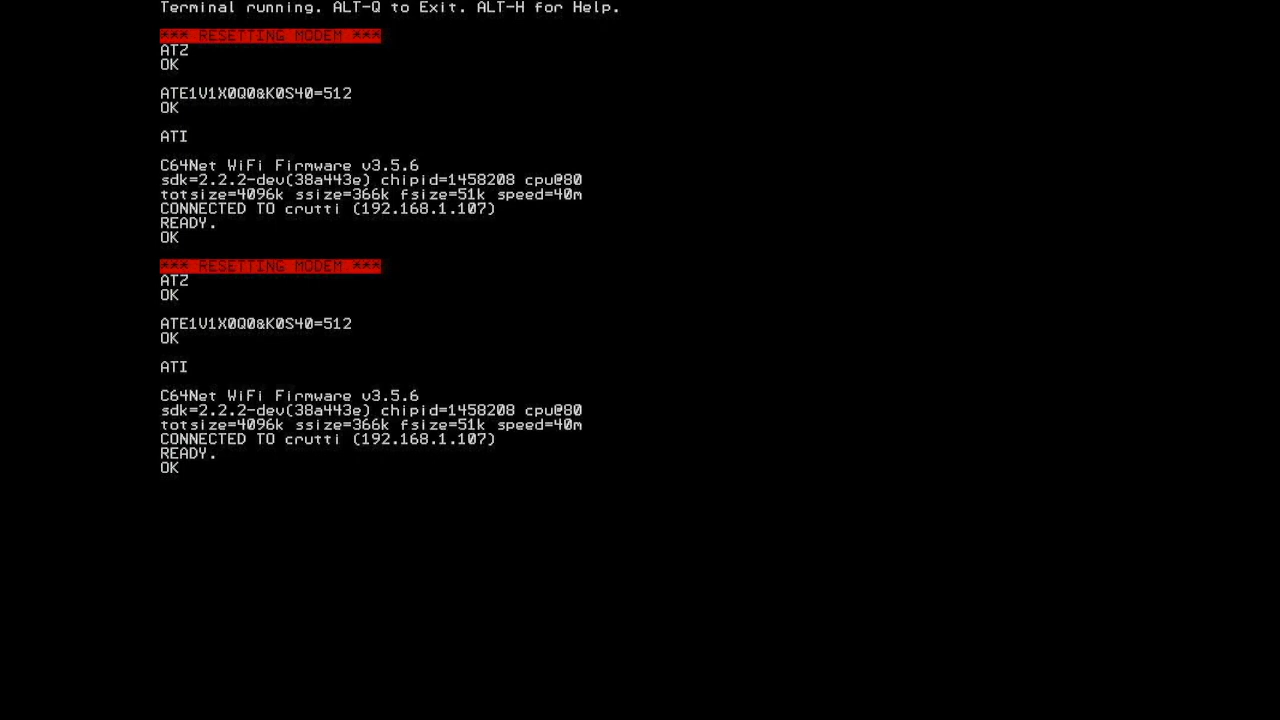 Terminal running. ALT-Q to Exit. ALT-H for Help.
*** RESETTING MODEM ***
ATZ
OK
ATE1V1X0Q0&K0S40=512
OK
ATI
C64Net WiFi Firmware v3.5.6
sdk=2.2.2-dev(38a443e) chipid=1458208 cpu@80
totsize=4096k ssize=366k fsize=51k speed=40m
CONNECTED TO crutti (192.168.1.107)
READY.
OK
*** RESETTING MODEM ***
ATZ
OK
ATE1V1X0Q0&K0S40=512
OK
ATI
C64Net WiFi Firmware v3.5.6
sdk=2.2.2-dev(38a443e) chipid=1458208 cpu@80
totsize=4096k ssize=366k fsize=51k speed=40m
CONNECTED TO crutti (192.168.1.107)
READY.
OK